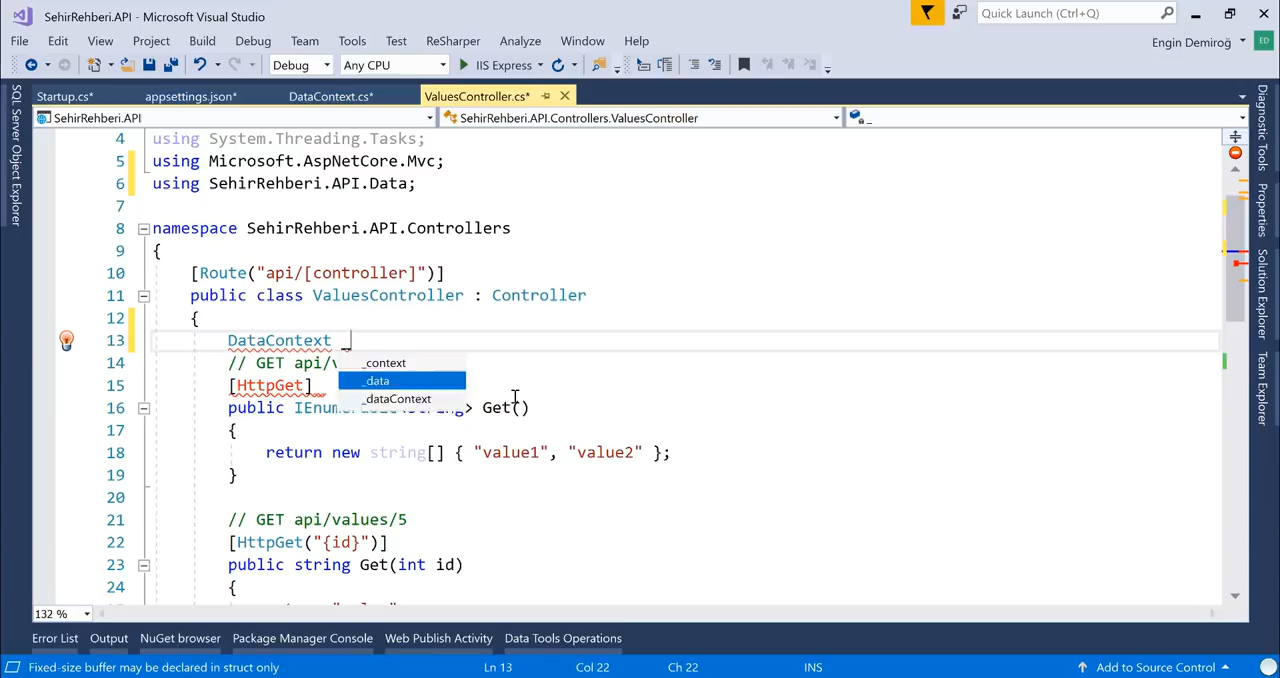 SehirRehberi.API - Microsoft Visual Studio
Quick Launch (Ctrl+Q)
File Edit View Project Build Debug Team Tools Test ReSharper Analyze Window Help
Engin Demiroğ ED
Debug Any CPU IIS Express
Startup.cs* appsettings.json* DataContext.cs* ValuesController.cs*
SehirRehberi.API SehirRehberi.API.Controllers.ValuesController _
SQL Server Object Explorer
4 using System.Threading.Tasks;
5 using Microsoft.AspNetCore.Mvc;
6 using SehirRehberi.API.Data;
7
8 namespace SehirRehberi.API.Controllers
9 {
10 [Route("api/[controller]")]
11 public class ValuesController : Controller
12 {
13 DataContext _
_context
_data
_dataContext
14 // GET api/v
15 [HttpGet]
16 public IEnumerable<string> Get()
17 {
18 return new string[] { "value1", "value2" };
19 }
20
21 // GET api/values/5
22 [HttpGet("{id}")]
23 public string Get(int id)
24 {
Diagnostic Tools
Properties
Solution Explorer
Team Explorer
132 %
Error List Output NuGet browser Package Manager Console Web Publish Activity Data Tools Operations
Fixed-size buffer may be declared in struct only Ln 13 Col 22 Ch 22 INS Add to Source Control